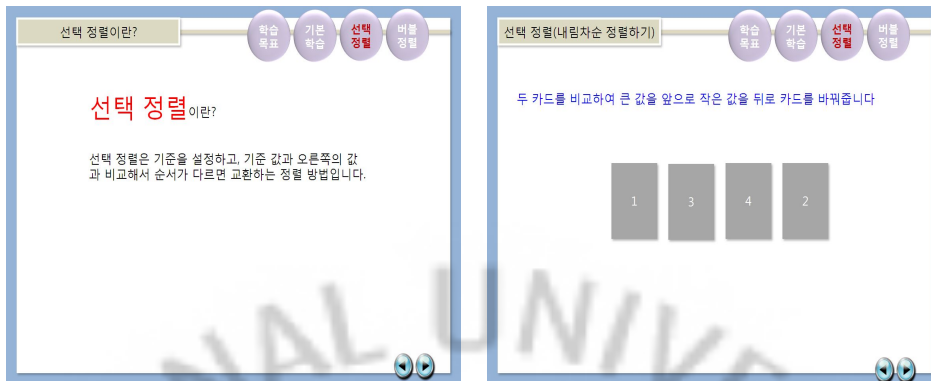 선택 정렬이란?
학습
목표
기본
학습
선택
정렬
버블
정렬
선택 정렬이란?
선택 정렬은 기준을 설정하고, 기준 값과 오른쪽의 값
과 비교해서 순서가 다르면 교환하는 정렬 방법입니다.
선택 정렬(내림차순 정렬하기)
학습
목표
기본
학습
선택
정렬
버블
정렬
두 카드를 비교하여 큰 값을 앞으로 작은 값을 뒤로 카드를 바꿔줍니다
1 3 4 2
NAL UNIV